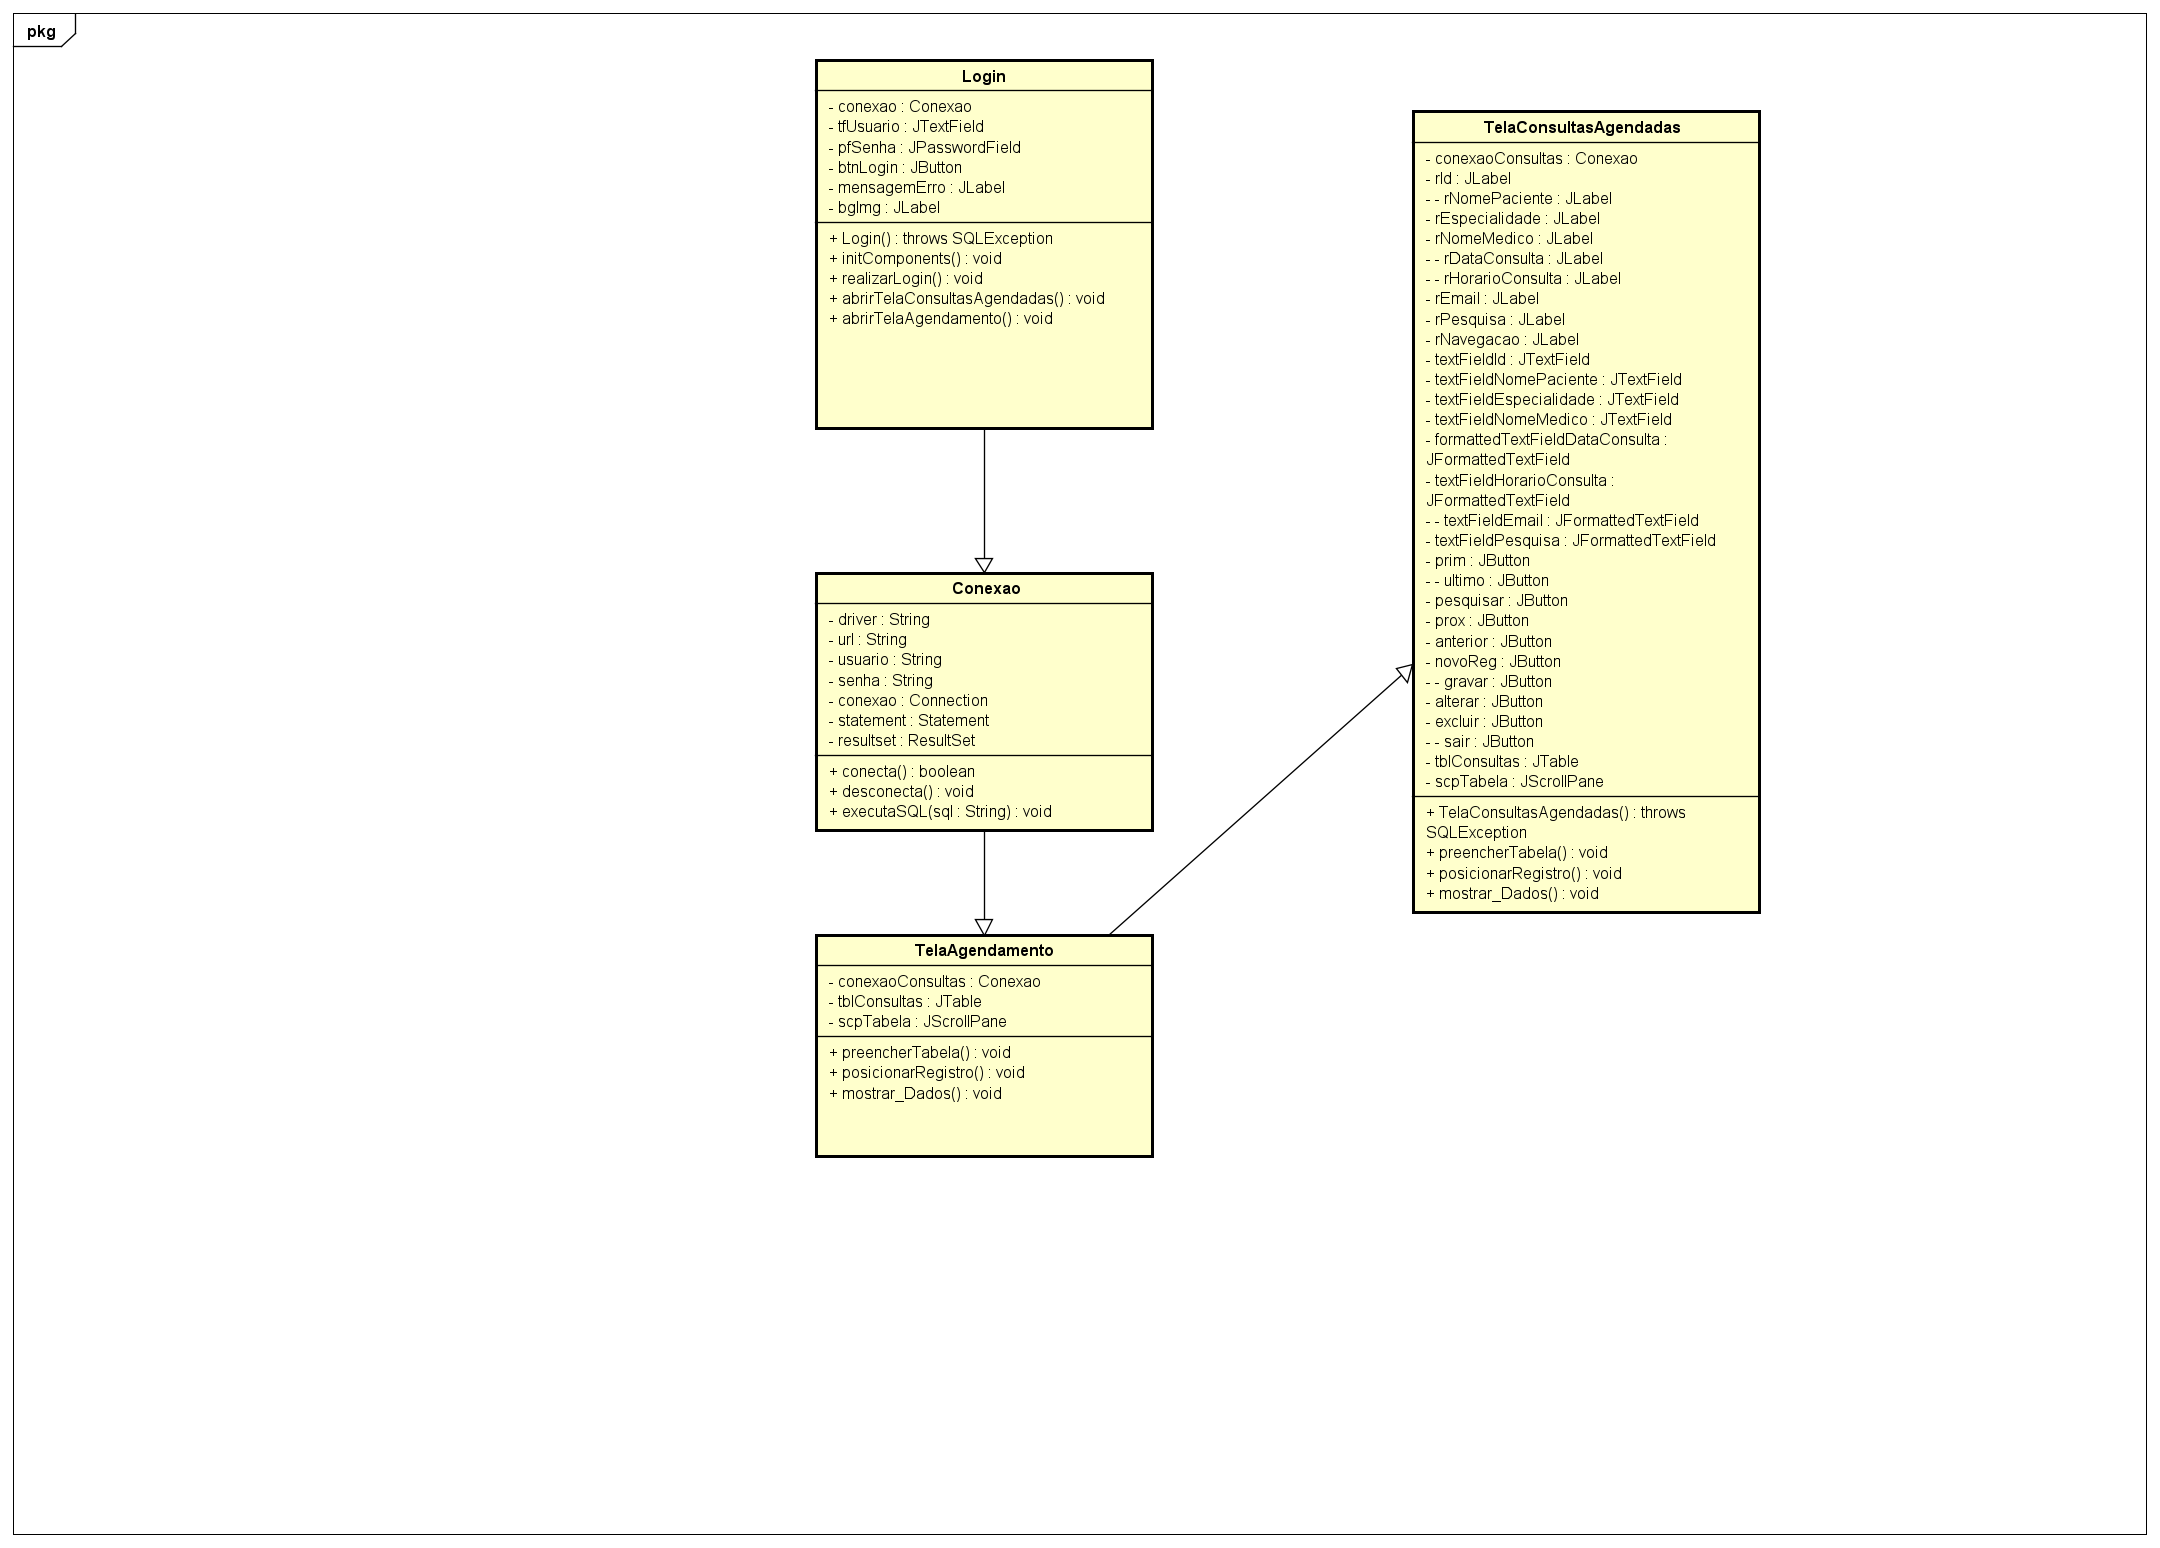 pkg
Login
- conexao : Conexao
- tfUsuario : JTextField
- pfSenha : JPasswordField
- btnLogin : JButton
- mensagemErro : JLabel
- bgImg : JLabel
+ Login() : throws SQLException
+ initComponents() : void
+ realizarLogin() : void
+ abrirTelaConsultasAgendadas() : void
+ abrirTelaAgendamento() : void
Conexao
- driver : String
- url : String
- usuario : String
- senha : String
- conexao : Connection
- statement : Statement
- resultset : ResultSet
+ conecta() : boolean
+ desconecta() : void
+ executaSQL(sql : String) : void
TelaAgendamento
- conexaoConsultas : Conexao
- tblConsultas : JTable
- scpTabela : JScrollPane
+ preencherTabela() : void
+ posicionarRegistro() : void
+ mostrar_Dados() : void
TelaConsultasAgendadas
- conexaoConsultas : Conexao
- rId : JLabel
- - rNomePaciente : JLabel
- rEspecialidade : JLabel
- rNomeMedico : JLabel
- - rDataConsulta : JLabel
- - rHorarioConsulta : JLabel
- rEmail : JLabel
- rPesquisa : JLabel
- rNavegacao : JLabel
- textFieldId : JTextField
- textFieldNomePaciente : JTextField
- textFieldEspecialidade : JTextField
- textFieldNomeMedico : JTextField
- formattedTextFieldDataConsulta :
JFormattedTextField
- textFieldHorarioConsulta :
JFormattedTextField
- - textFieldEmail : JFormattedTextField
- textFieldPesquisa : JFormattedTextField
- prim : JButton
- - ultimo : JButton
- pesquisar : JButton
- prox : JButton
- anterior : JButton
- novoReg : JButton
- - gravar : JButton
- alterar : JButton
- excluir : JButton
- - sair : JButton
- tblConsultas : JTable
- scpTabela : JScrollPane
+ TelaConsultasAgendadas() : throws
SQLException
+ preencherTabela() : void
+ posicionarRegistro() : void
+ mostrar_Dados() : void